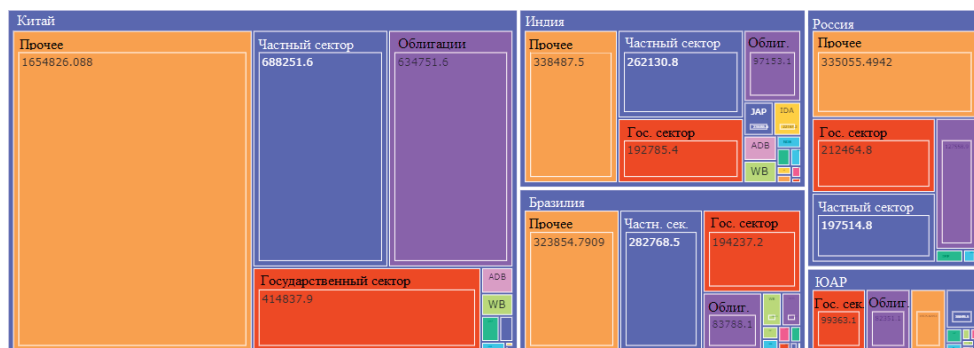 Китай
Прочее
1654826.088
Частный сектор
688251.6
Облигации
634751.6
Государственный сектор
414837.9
ADB
WB
Индия
Прочее
338487.5
Частный сектор
262130.8
Облиг.
97153.1
Гос. сектор
192785.4
JAP
IDA
ADB
WB
Бразилия
Прочее
323854.7909
Частн. сек.
282768.5
Гос. сектор
194237.2
Облиг.
83788.1
Россия
Прочее
335055.4942
Гос. сектор
212464.8
Частный сектор
197514.8
ЮАР
Гос. сек.
99363.1
Облиг.